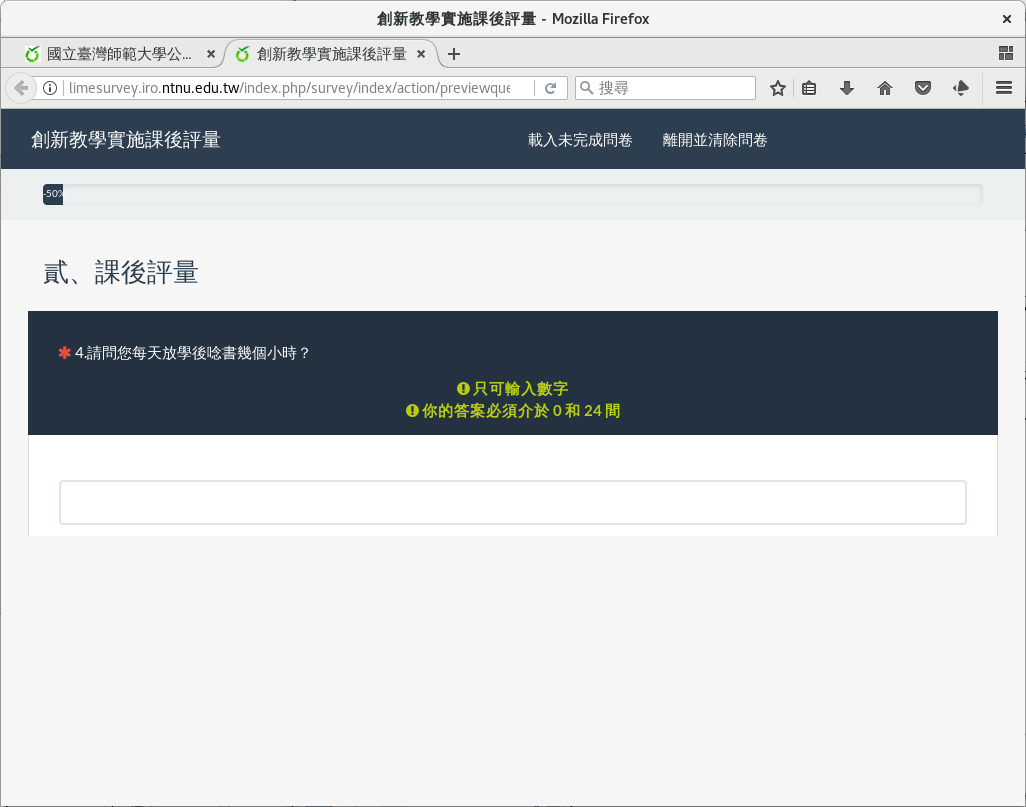 創新教學實施課後評量 - Mozilla Firefox
國立臺灣師範大學公...
創新教學實施課後評量
limesurvey.iro.ntnu.edu.tw/index.php/survey/index/action/previewque
搜尋
創新教學實施課後評量
載入未完成問卷
離開並清除問卷
-50%
貳、課後評量
✱ 4.請問您每天放學後唸書幾個小時？
只可輸入數字
你的答案必須介於 0 和 24 間